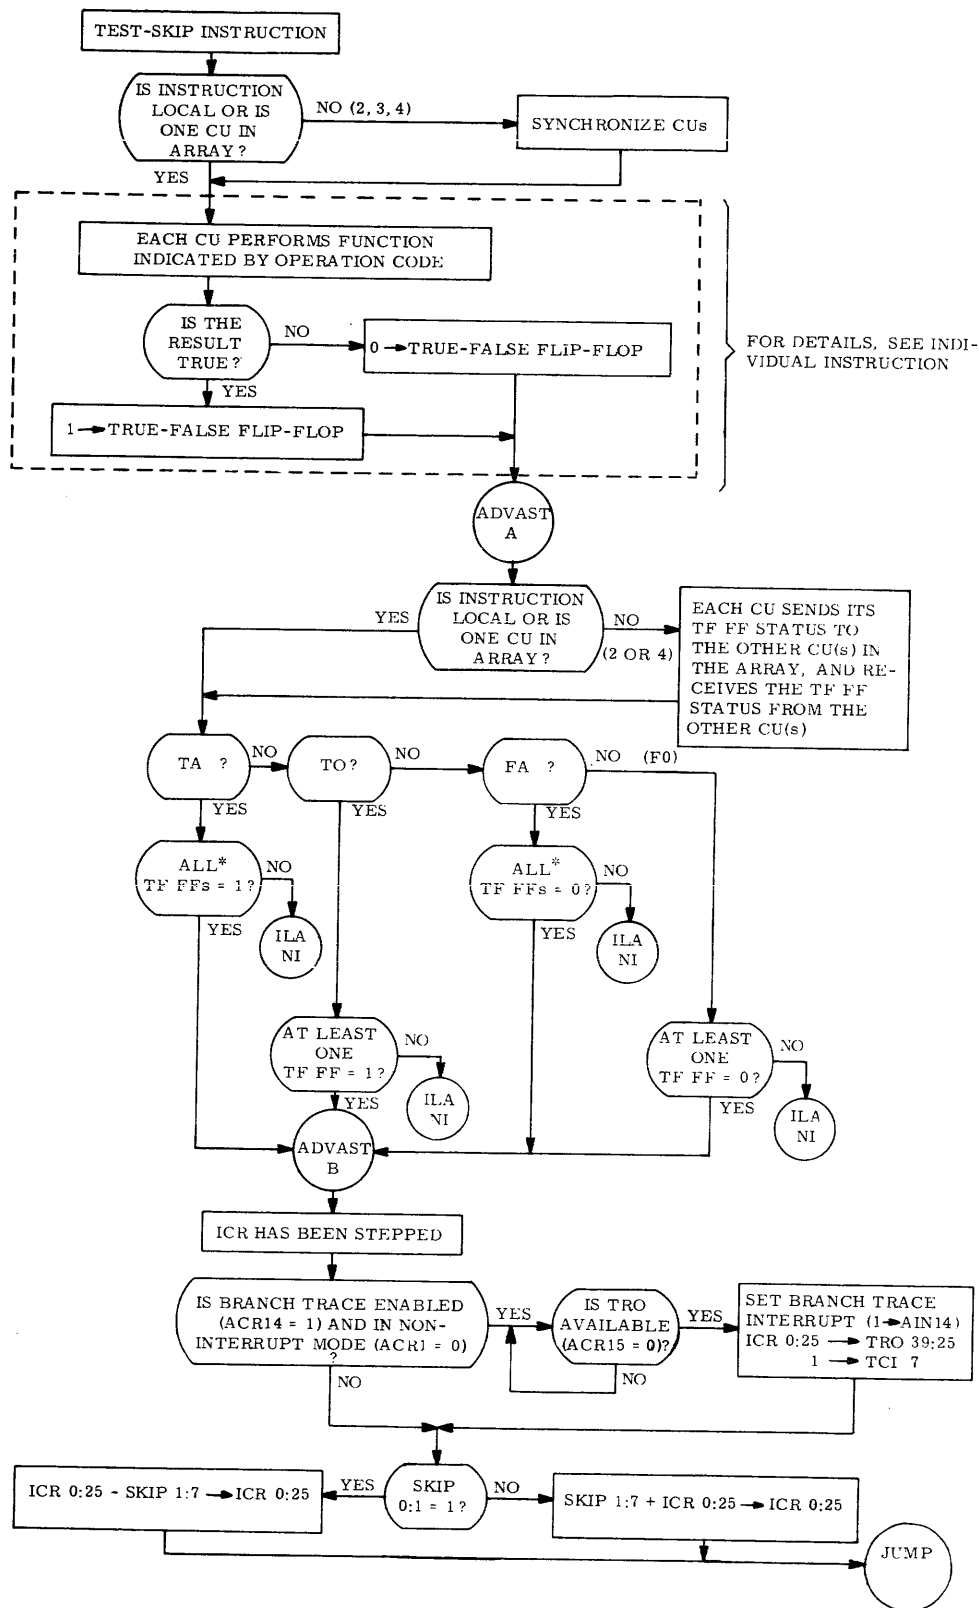 TEST-SKIP INSTRUCTION
IS INSTRUCTION
LOCAL OR IS
ONE CU IN
ARRAY?
NO (2, 3, 4)
SYNCHRONIZE CUs
YES
EACH CU PERFORMS FUNCTION
INDICATED BY OPERATION CODE
IS THE
RESULT
TRUE?
NO
0 → TRUE-FALSE FLIP-FLOP
YES
1 → TRUE-FALSE FLIP-FLOP
FOR DETAILS, SEE INDI-
VIDUAL INSTRUCTION
ADVAST
A
IS INSTRUCTION
LOCAL OR IS
ONE CU IN
ARRAY?
YES
NO
(2 OR 4)
EACH CU SENDS ITS
TF FF STATUS TO
THE OTHER CU(s) IN
THE ARRAY, AND RE-
CEIVES THE TF FF
STATUS FROM THE
OTHER CU(s)
TA ?
NO
TO?
NO
FA ?
NO (F0)
YES
YES
YES
ALL*
TF FFs = 1?
NO
ILA
NI
YES
ALL*
TF FFs = 0?
NO
ILA
NI
YES
AT LEAST
ONE
TF FF = 1?
NO
ILA
NI
YES
AT LEAST
ONE
TF FF = 0?
NO
ILA
NI
YES
ADVAST
B
ICR HAS BEEN STEPPED
IS BRANCH TRACE ENABLED
(ACR14 = 1) AND IN NON-
INTERRUPT MODE (ACR1 = 0)
?
YES
NO
IS TRO
AVAILABLE
(ACR15 = 0)?
YES
NO
SET BRANCH TRACE
INTERRUPT (1→AIN14)
ICR 0:25 → TRO 39:25
1 → TCI 7
SKIP
0:1 = 1?
YES
NO
ICR 0:25 - SKIP 1:7 → ICR 0:25
SKIP 1:7 + ICR 0:25 → ICR 0:25
JUMP